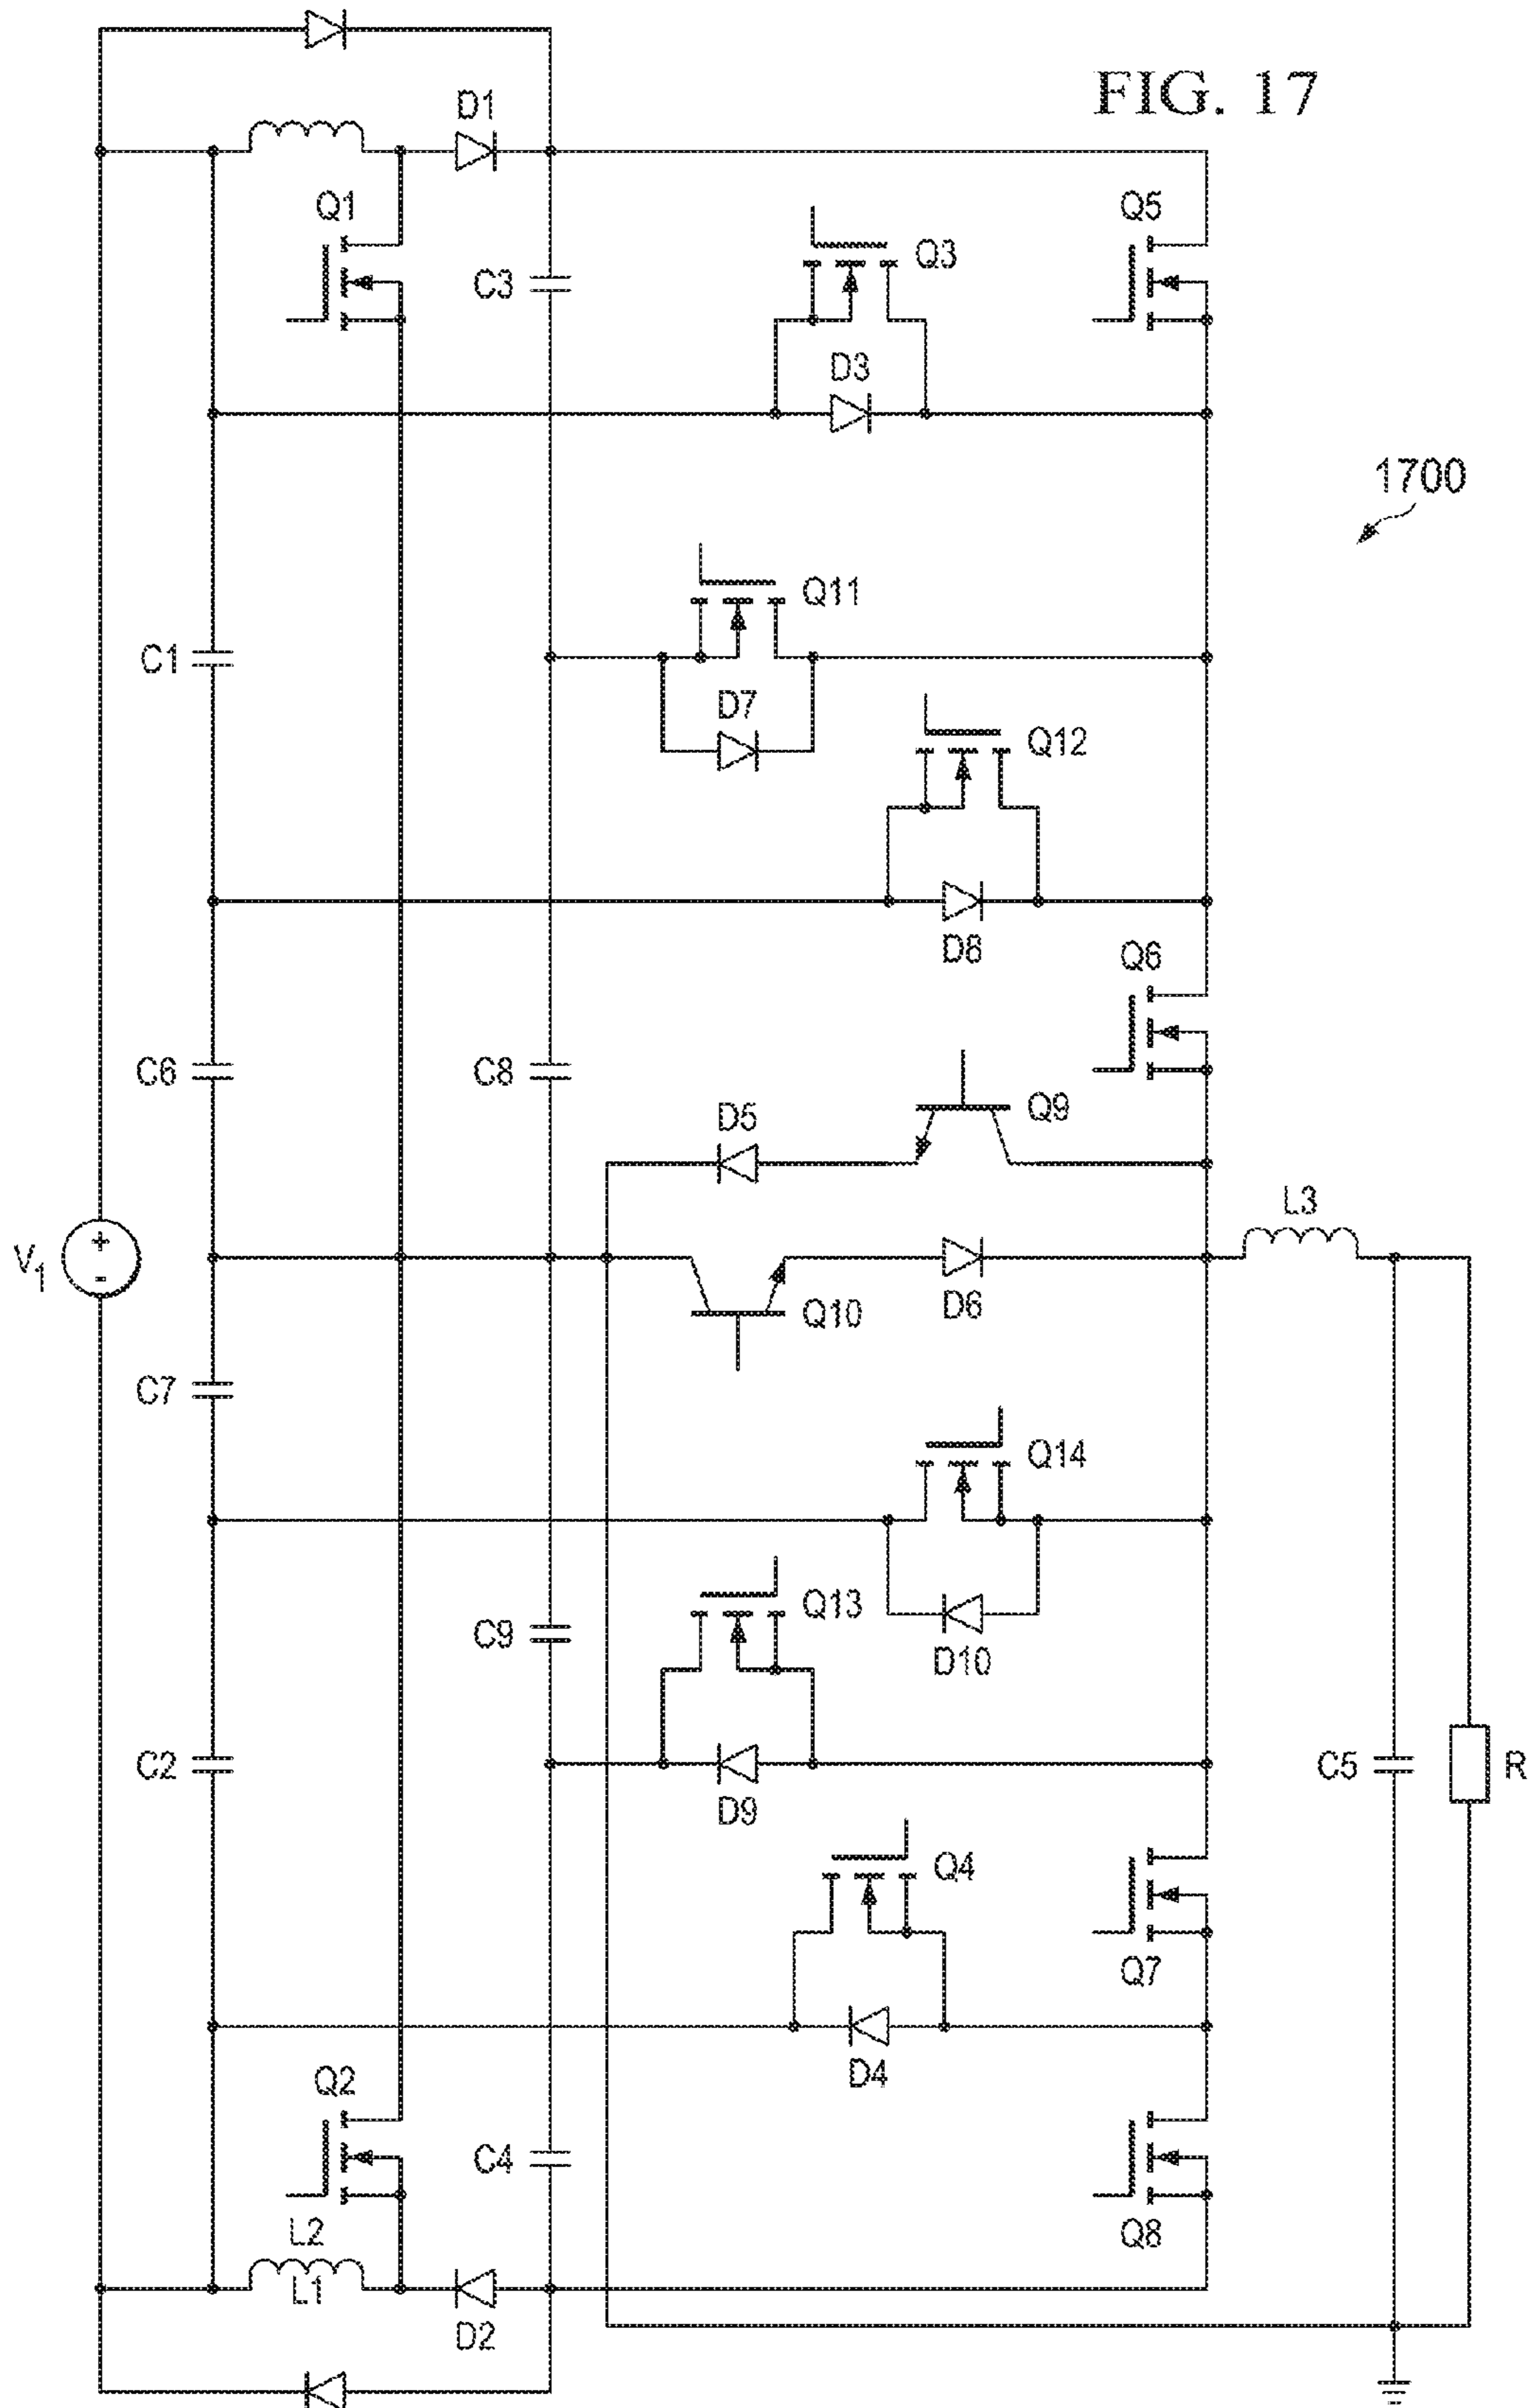 FIG. 17
D1
Q1
Q5
Q3
C3
D3
1700
Q11
C1
D7
Q12
D8
Q6
C6
C8
Q9
D5
L3
V1
+
-
D6
Q10
C7
Q14
Q13
C9
D10
C2
C5
R
D9
Q4
Q7
D4
Q2
C4
L2
Q8
L1
D2